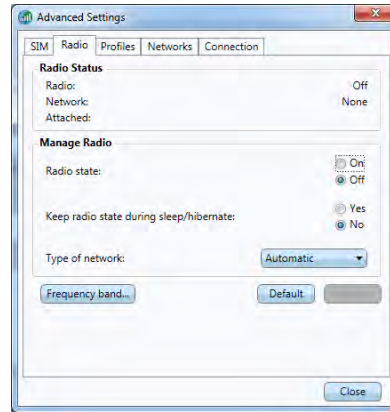 Advanced Settings
SIM Radio Profiles Networks Connection
Radio Status
Radio: Off
Network: None
Attached:
Manage Radio
Radio state: On
Off
Keep radio state during sleep/hibernate: Yes
No
Type of network: Automatic
Frequency band... Default
Close